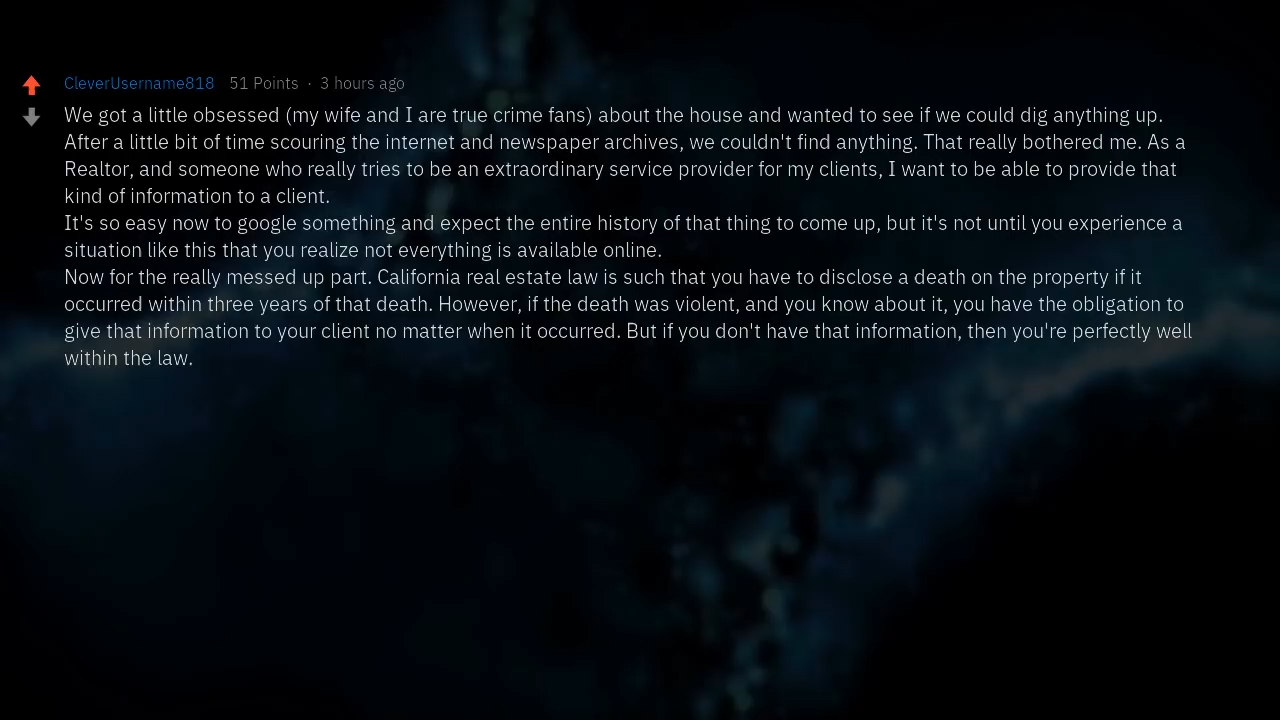 CleverUsername818 51 Points · 3 hours ago
We got a little obsessed (my wife and I are true crime fans) about the house and wanted to see if we could dig anything up.
After a little bit of time scouring the internet and newspaper archives, we couldn't find anything. That really bothered me. As a
Realtor, and someone who really tries to be an extraordinary service provider for my clients, I want to be able to provide that
kind of information to a client.
It's so easy now to google something and expect the entire history of that thing to come up, but it's not until you experience a
situation like this that you realize not everything is available online.
Now for the really messed up part. California real estate law is such that you have to disclose a death on the property if it
occurred within three years of that death. However, if the death was violent, and you know about it, you have the obligation to
give that information to your client no matter when it occurred. But if you don't have that information, then you're perfectly well
within the law.